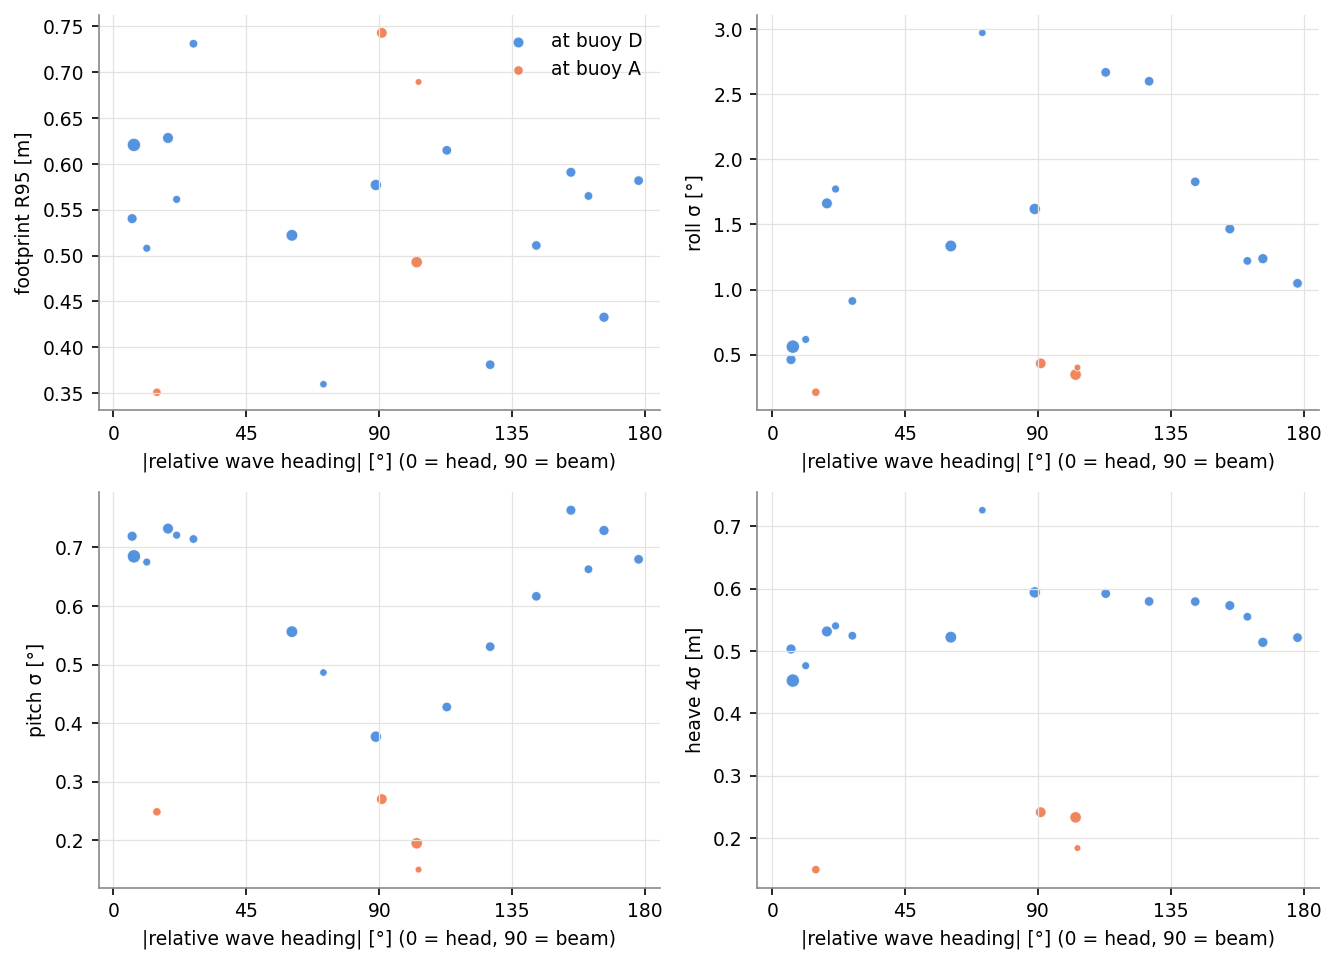 0.75
0.70
0.65
0.60
0.55
0.50
0.45
0.40
0.35
footprint R95 [m]
at buoy D
at buoy A
0 45 90 135 180
|relative wave heading| [°] (0 = head, 90 = beam)
3.0
2.5
2.0
1.5
1.0
0.5
roll σ [°]
0 45 90 135 180
|relative wave heading| [°] (0 = head, 90 = beam)
0.7
0.6
0.5
0.4
0.3
0.2
pitch σ [°]
0 45 90 135 180
|relative wave heading| [°] (0 = head, 90 = beam)
0.7
0.6
0.5
0.4
0.3
0.2
heave 4σ [m]
0 45 90 135 180
|relative wave heading| [°] (0 = head, 90 = beam)